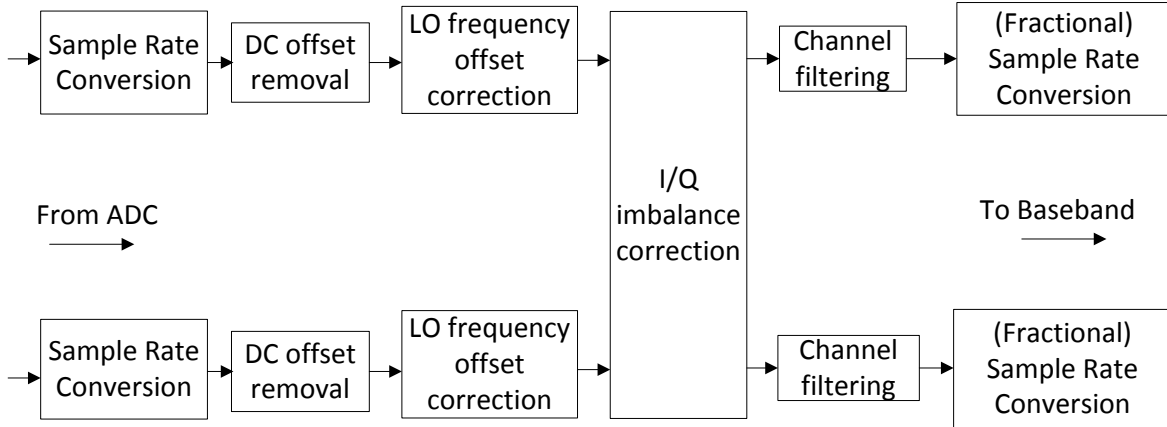 Sample Rate
Conversion
DC offset
removal
LO frequency
offset
correction
I/Q
imbalance
correction
Channel
filtering
(Fractional)
Sample Rate
Conversion
From ADC
To Baseband
Sample Rate
Conversion
DC offset
removal
LO frequency
offset
correction
Channel
filtering
(Fractional)
Sample Rate
Conversion